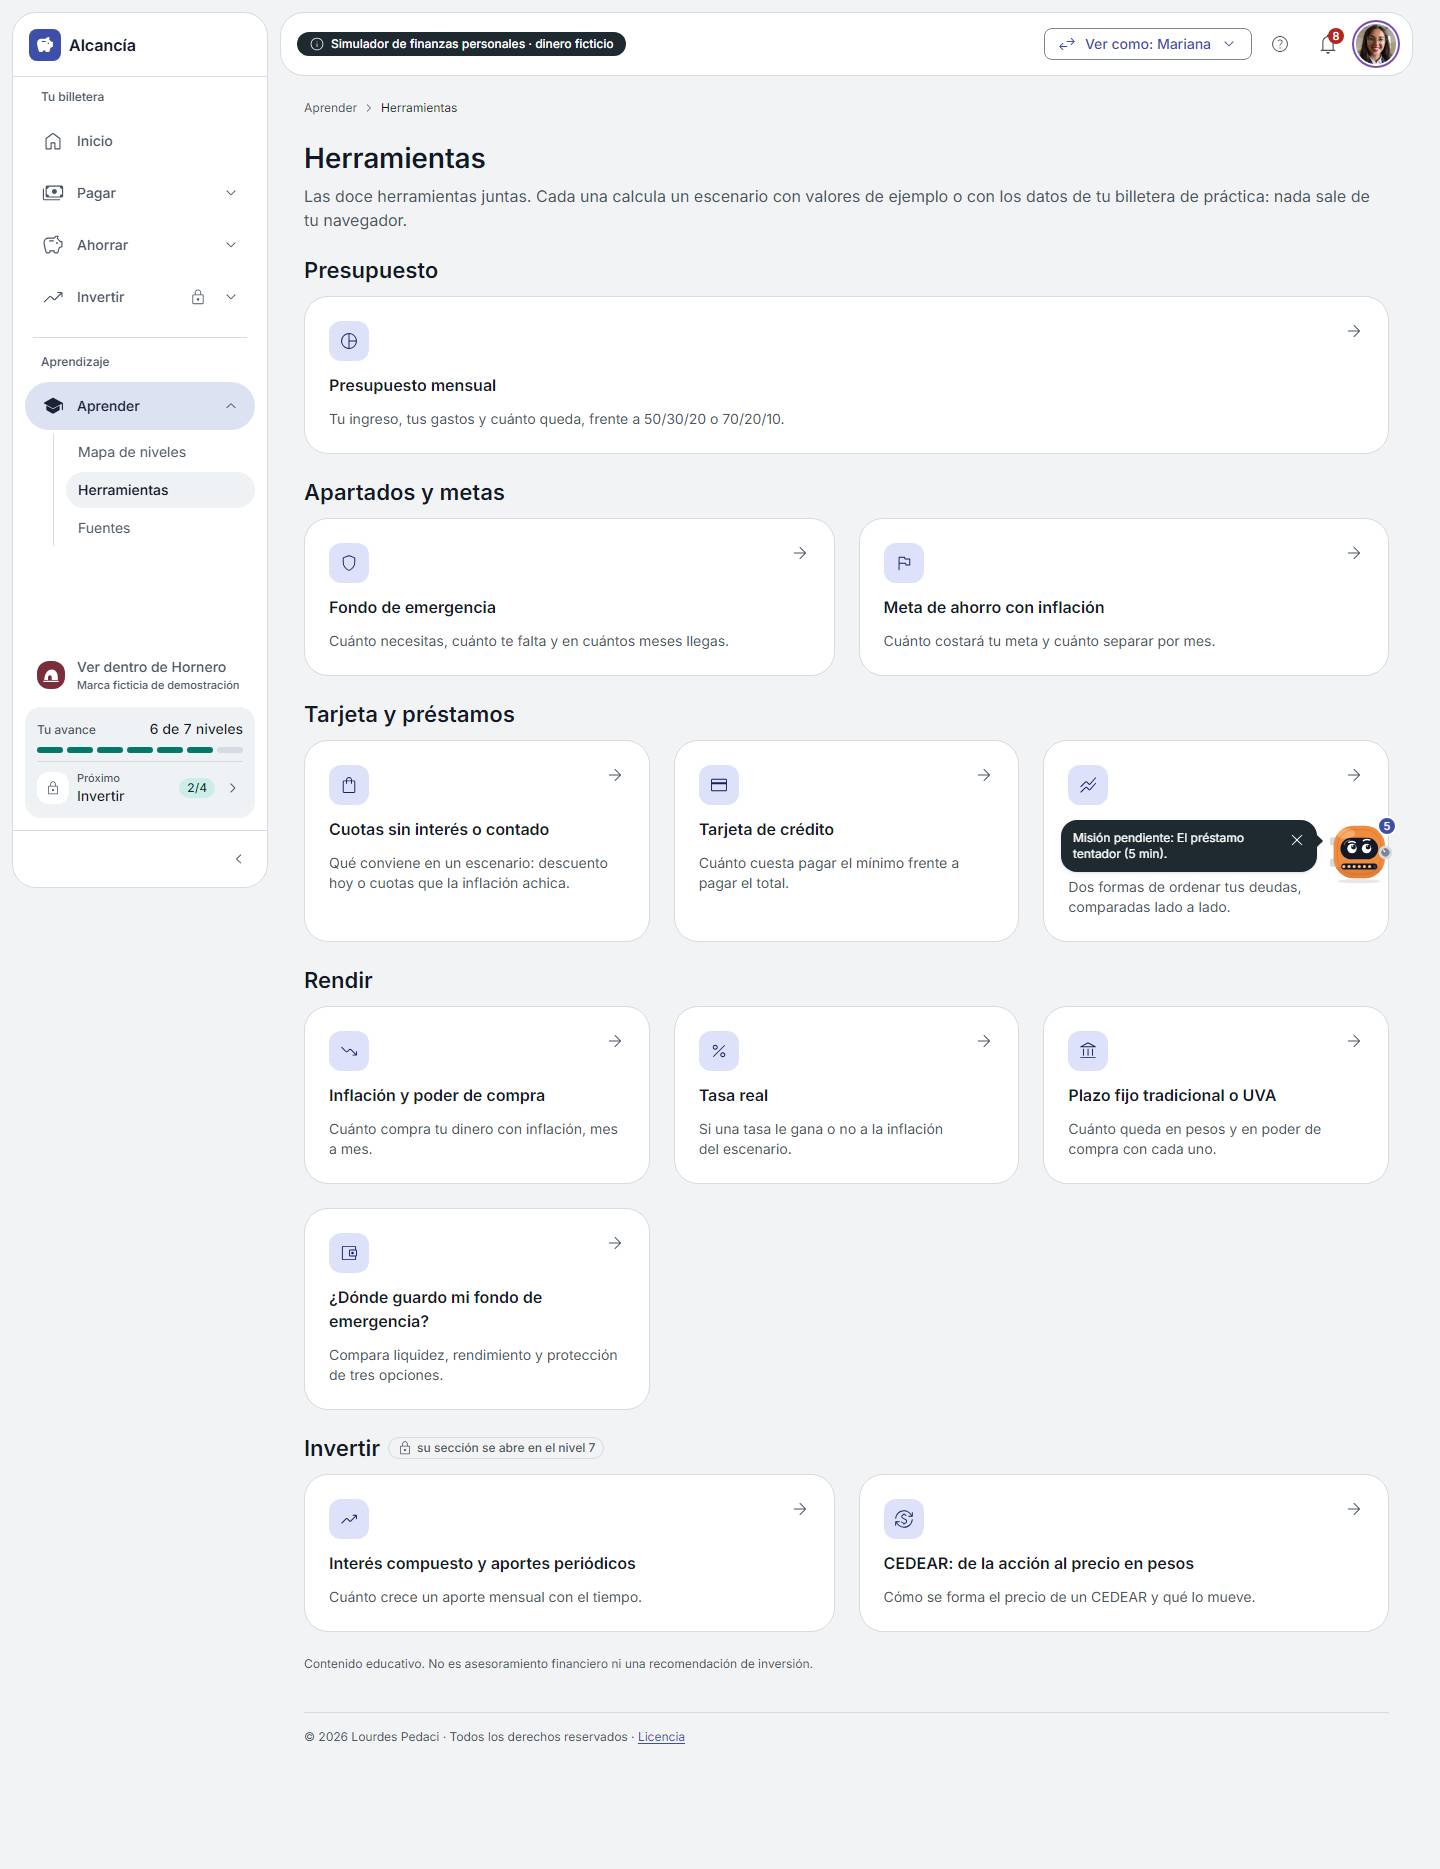 Alcancía
Simulador de finanzas personales · dinero ficticio
Ver como: Mariana
8
Tu billetera
Inicio
Pagar
Ahorrar
Invertir
Aprendizaje
Aprender
Mapa de niveles
Herramientas
Fuentes
Ver dentro de Hornero
Marca ficticia de demostración
Tu avance
6 de 7 niveles
Próximo
Invertir
2/4
Aprender
Herramientas
Herramientas
Las doce herramientas juntas. Cada una calcula un escenario con valores de ejemplo o con los datos de tu billetera de práctica: nada sale de
tu navegador.
Presupuesto
Presupuesto mensual
Tu ingreso, tus gastos y cuánto queda, frente a 50/30/20 o 70/20/10.
Apartados y metas
Fondo de emergencia
Cuánto necesitas, cuánto te falta y en cuántos meses llegas.
Meta de ahorro con inflación
Cuánto costará tu meta y cuánto separar por mes.
Tarjeta y préstamos
Cuotas sin interés o contado
Qué conviene en un escenario: descuento
hoy o cuotas que la inflación achica.
Tarjeta de crédito
Cuánto cuesta pagar el mínimo frente a
pagar el total.
Misión pendiente: El préstamo
tentador (5 min).
5
Dos formas de ordenar tus deudas,
comparadas lado a lado.
Rendir
Inflación y poder de compra
Cuánto compra tu dinero con inflación, mes
a mes.
Tasa real
Si una tasa le gana o no a la inflación
del escenario.
Plazo fijo tradicional o UVA
Cuánto queda en pesos y en poder de
compra con cada uno.
¿Dónde guardo mi fondo de
emergencia?
Compara liquidez, rendimiento y protección
de tres opciones.
Invertir
su sección se abre en el nivel 7
Interés compuesto y aportes periódicos
Cuánto crece un aporte mensual con el tiempo.
CEDEAR: de la acción al precio en pesos
Cómo se forma el precio de un CEDEAR y qué lo mueve.
Contenido educativo. No es asesoramiento financiero ni una recomendación de inversión.
© 2026 Lourdes Pedaci · Todos los derechos reservados · Licencia